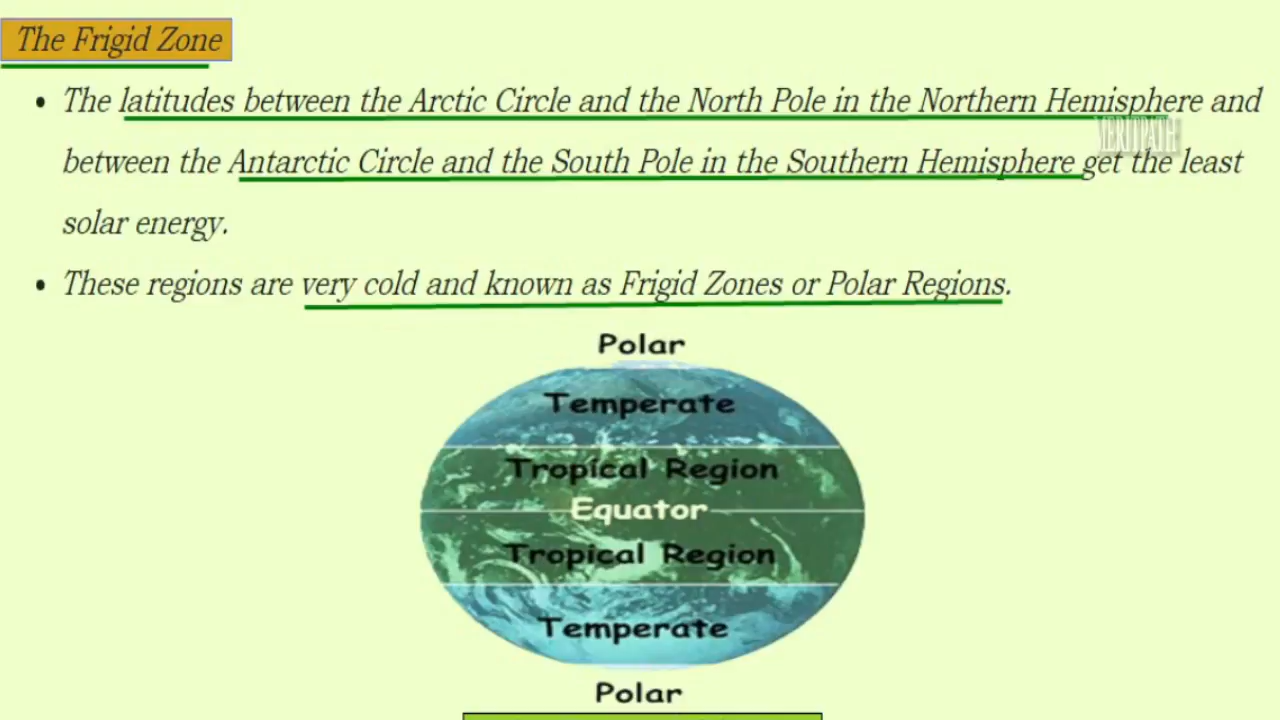 The Frigid Zone
• The latitudes between the Arctic Circle and the North Pole in the Northern Hemisphere and
MERITPATH
between the Antarctic Circle and the South Pole in the Southern Hemisphere get the least
solar energy.
• These regions are very cold and known as Frigid Zones or Polar Regions.
Polar
Temperate
Tropical Region
Equator
Tropical Region
Temperate
Polar